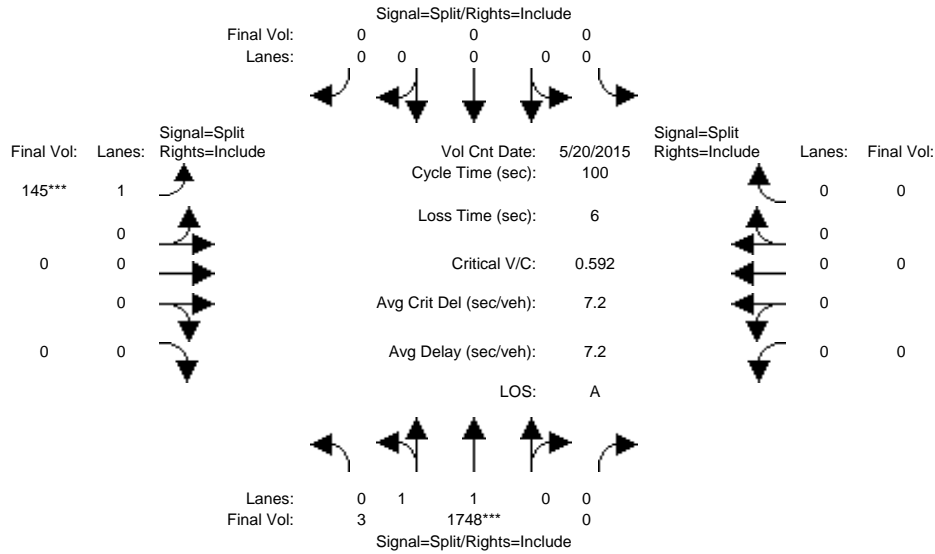 Signal=Split/Rights=Include
Final Vol: 0 0 0
Lanes: 0 0 0 0 0
Signal=Split
Final Vol: Lanes: Rights=Include
Vol Cnt Date: 5/20/2015
Signal=Split
Rights=Include Lanes: Final Vol:
Cycle Time (sec): 100
145*** 1
0 0
Loss Time (sec): 6
0
0
0 0
Critical V/C: 0.592
0 0
0
Avg Crit Del (sec/veh): 7.2
0
0 0
Avg Delay (sec/veh): 7.2
0 0
LOS: A
Lanes: 0 1 1 0 0
Final Vol: 3 1748*** 0
Signal=Split/Rights=Include